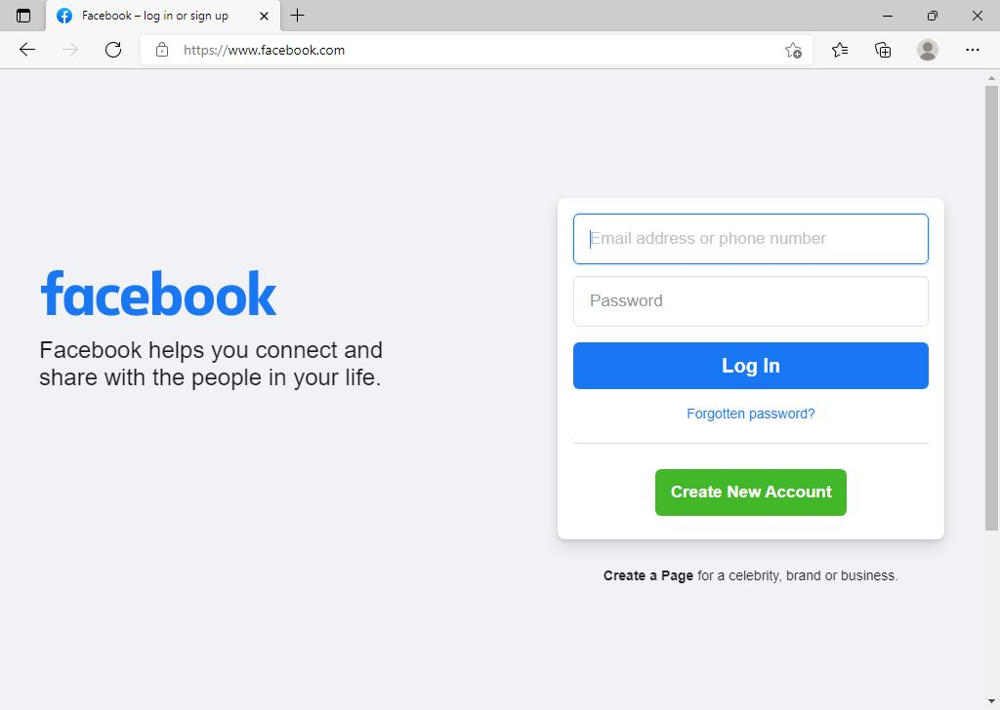 Facebook – log in or sign up
https://www.facebook.com
facebook
Facebook helps you connect and
share with the people in your life.
Email address or phone number
Password
Log In
Forgotten password?
Create New Account
Create a Page for a celebrity, brand or business.